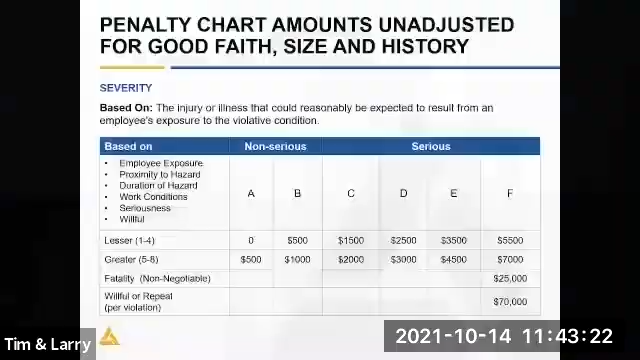 PENALTY CHART AMOUNTS UNADJUSTED
FOR GOOD FAITH, SIZE AND HISTORY
SEVERITY
Based On: The injury or illness that could reasonably be expected to result from an
employee's exposure to the violative condition.
Based on Non-serious Serious
• Employee Exposure
• Proximity to Hazard
• Duration of Hazard
• Work Conditions
• Seriousness
• Willful
A B C D E F
Lesser (1-4) 0 $500 $1500 $2500 $3500 $5500
Greater (5-8) $500 $1000 $2000 $3000 $4500 $7000
Fatality (Non-Negotiable) $25,000
Willful or Repeat
(per violation) $70,000
Tim & Larry
2021-10-14 11:43:22